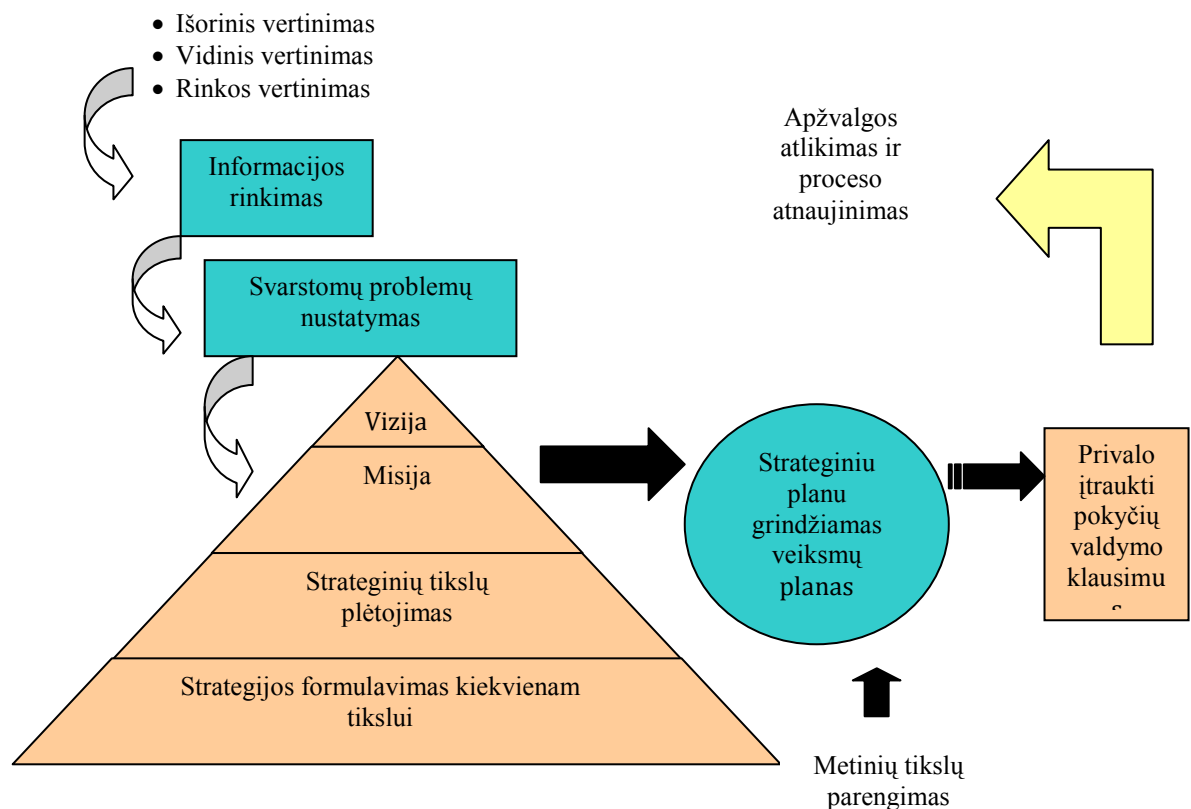 • Išorinis vertinimas
• Vidinis vertinimas
• Rinkos vertinimas
Informacijos
rinkimas
Svarstomų problemų
nustatymas
Vizija
Misija
Strateginių tikslų
plėtojimas
Strategijos formulavimas kiekvienam
tikslui
Strateginiu
planu
grindžiamas
veiksmų
planas
Metinių tikslų
parengimas
Privalo
įtraukti
pokyčių
valdymo
klausimu
s
Apžvalgos
atlikimas ir
proceso
atnaujinimas